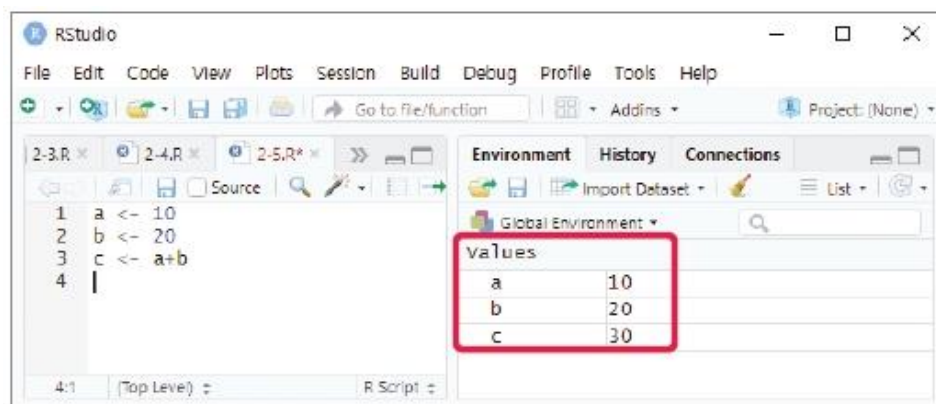 RStudio
File Edit Code View Plots Session Build Debug Profile Tools Help
Go to file/function Addins Project: (None)
2-3.R 2-4.R 2-5.R*
Source
1 a <- 10
2 b <- 20
3 c <- a+b
4
4:1 (Top Level) R Script
Environment History Connections
Import Dataset List
Global Environment
Values
a 10
b 20
c 30